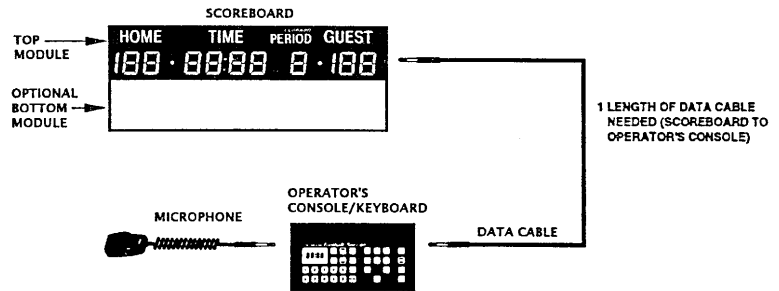 SCOREBOARD
TOP
MODULE
HOME TIME PERIOD GUEST
188 · 88:88 8 · 188
OPTIONAL
BOTTOM
MODULE
1 LENGTH OF DATA CABLE
NEEDED (SCOREBOARD TO
OPERATOR'S CONSOLE)
OPERATOR'S
CONSOLE/KEYBOARD
MICROPHONE
DATA CABLE